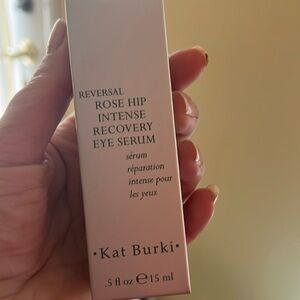 REVERSAL
ROSE HIP
INTENSE
RECOVERY
EYE SERUM
sérum
réparation
intense pour
les yeux
•Kat Burki•
.5 fl oz ℮ 15 ml